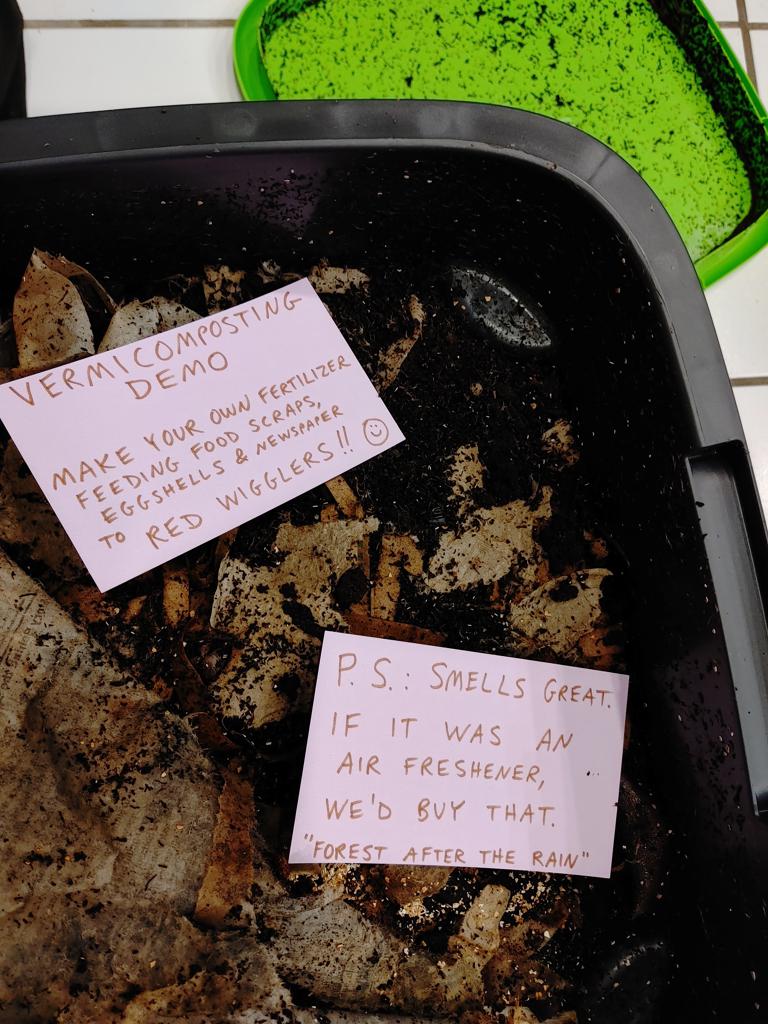 VERMICOMPOSTING
DEMO
MAKE YOUR OWN FERTILIZER
FEEDING FOOD SCRAPS,
EGGSHELLS & NEWSPAPER
TO RED WIGGLERS!!
P.S.: SMELLS GREAT.
IF IT WAS AN
AIR FRESHENER,
WE'D BUY THAT.
"FOREST AFTER THE RAIN"